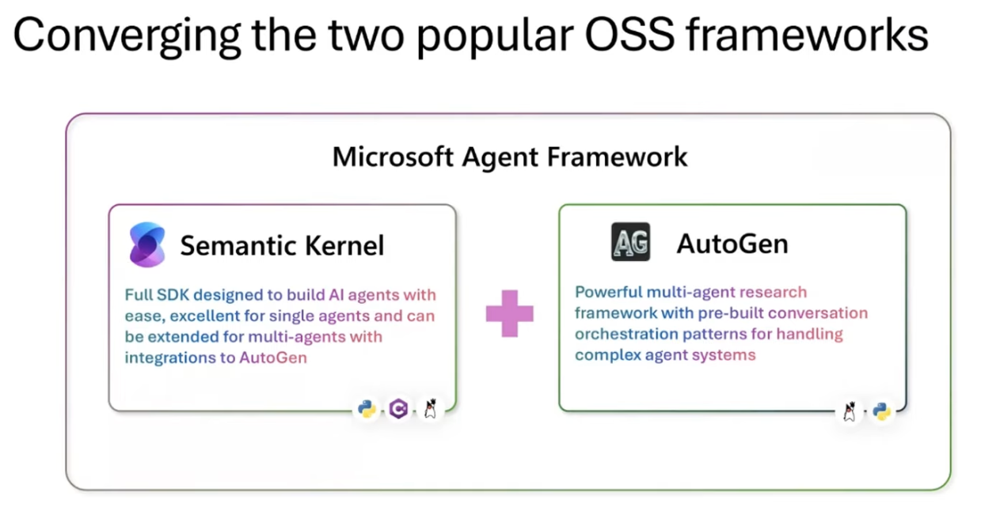 Converging the two popular OSS frameworks
Microsoft Agent Framework
Semantic Kernel
Full SDK designed to build AI agents with
ease, excellent for single agents and can
be extended for multi-agents with
integrations to AutoGen
AG
AutoGen
Powerful multi-agent research
framework with pre-built conversation
orchestration patterns for handling
complex agent systems
C